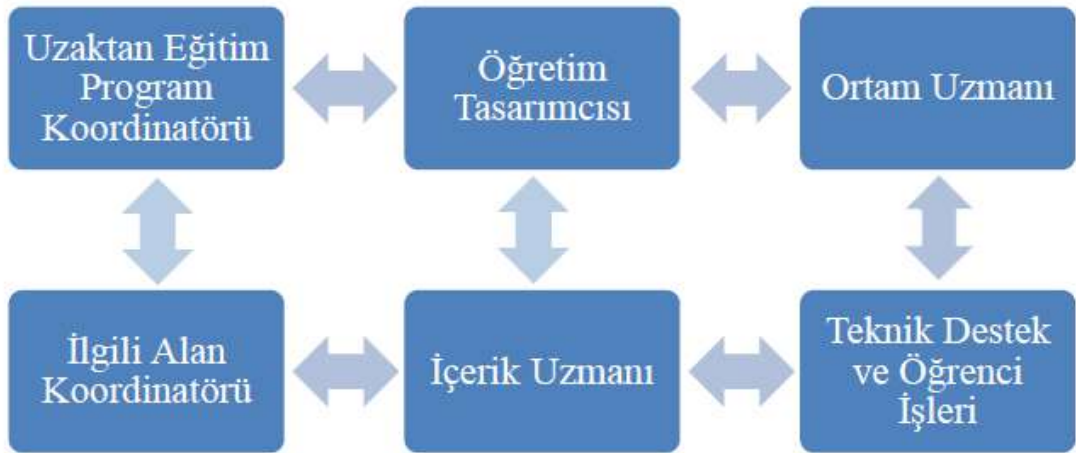 Uzaktan Eğitim
Program
Koordinatörü
Öğretim
Tasarımcısı
Ortam Uzmanı
İlgili Alan
Koordinatörü
İçerik Uzmanı
Teknik Destek
ve Öğrenci
İşleri